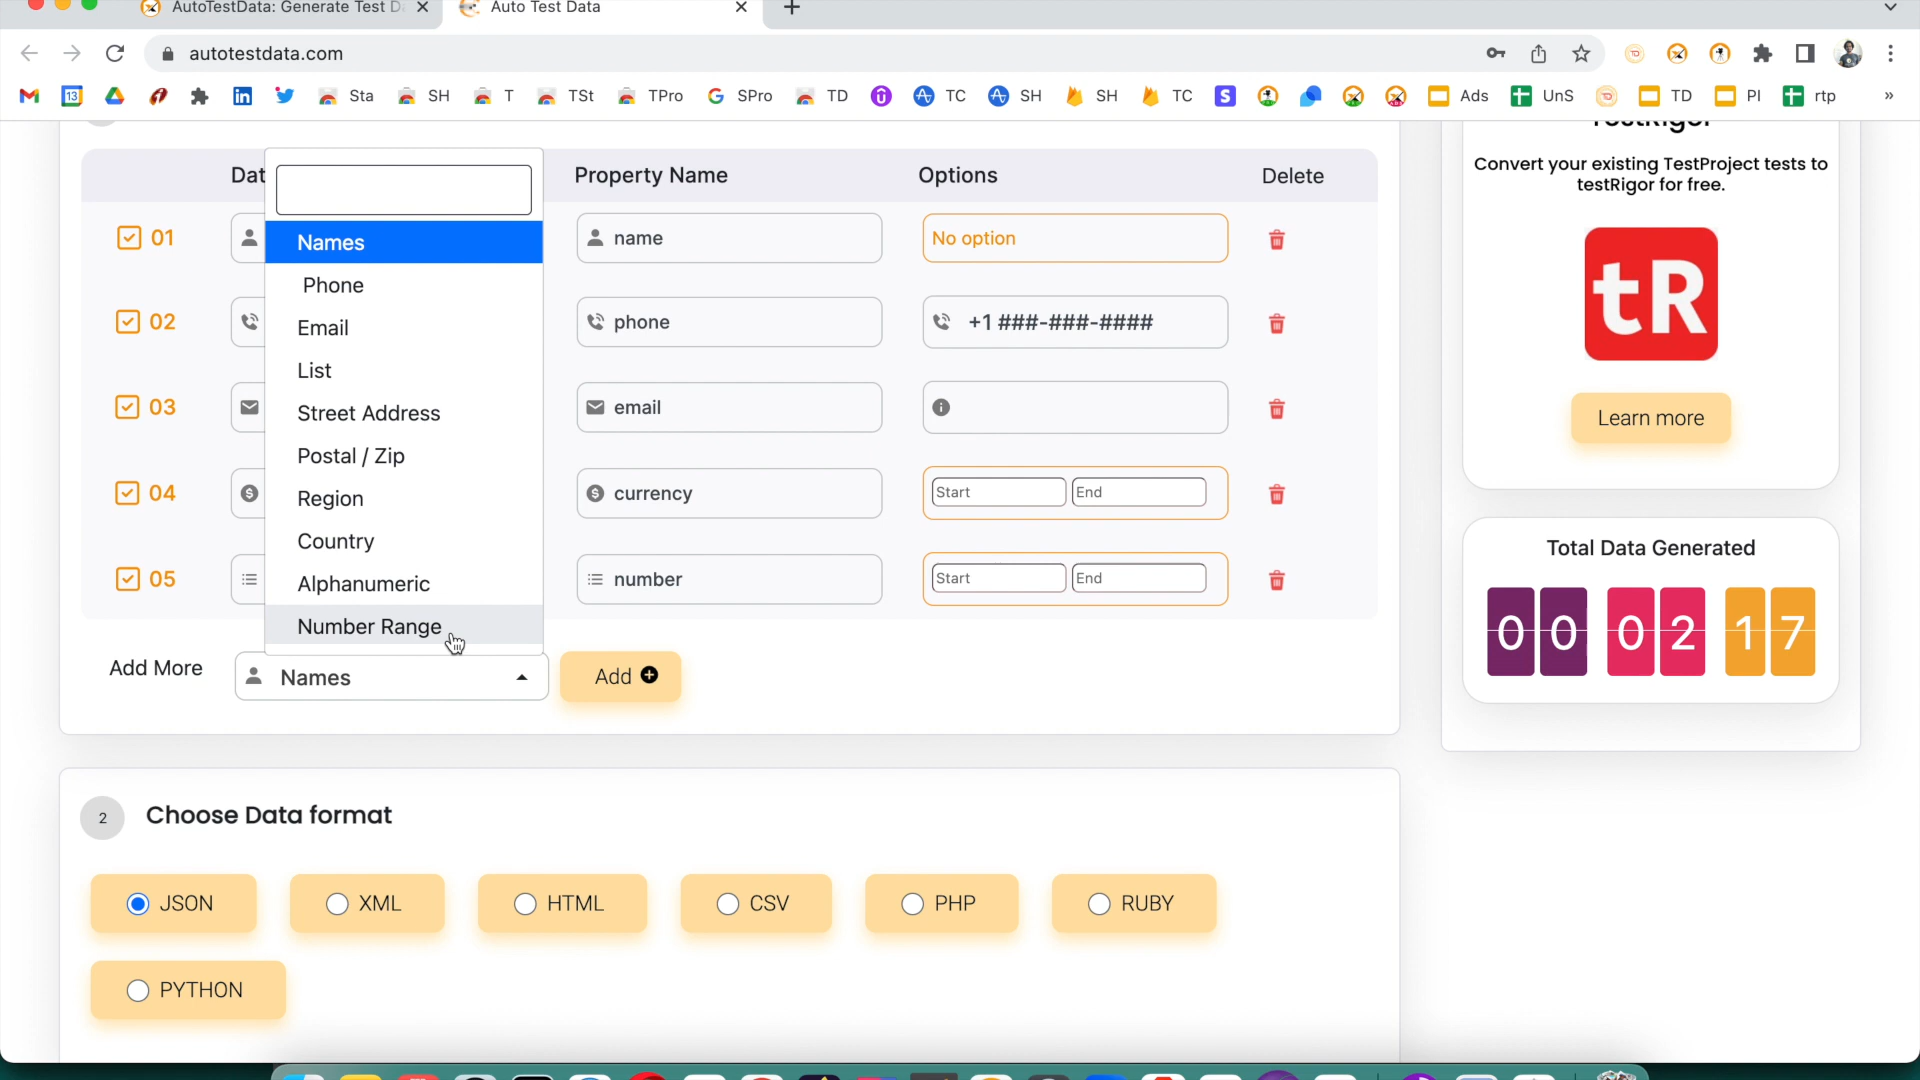 AutoTestData: Generate Test Da
Auto Test Data
autotestdata.com
13 Sta SH T TSt TPro SPro TD TC SH SH TC Ads UnS TD PI rtp »
TestRigor
Convert your existing TestProject tests to
testRigor for free.
tR
Learn more
Total Data Generated
00 02 17
Dat Property Name Options Delete
Names
Phone
Email
List
Street Address
Postal / Zip
Region
Country
Alphanumeric
Number Range
01 name No option
02 phone +1 ###-###-####
03 email
04 currency Start End
05 number Start End
Add More Names Add
2 Choose Data format
JSON XML HTML CSV PHP RUBY
PYTHON